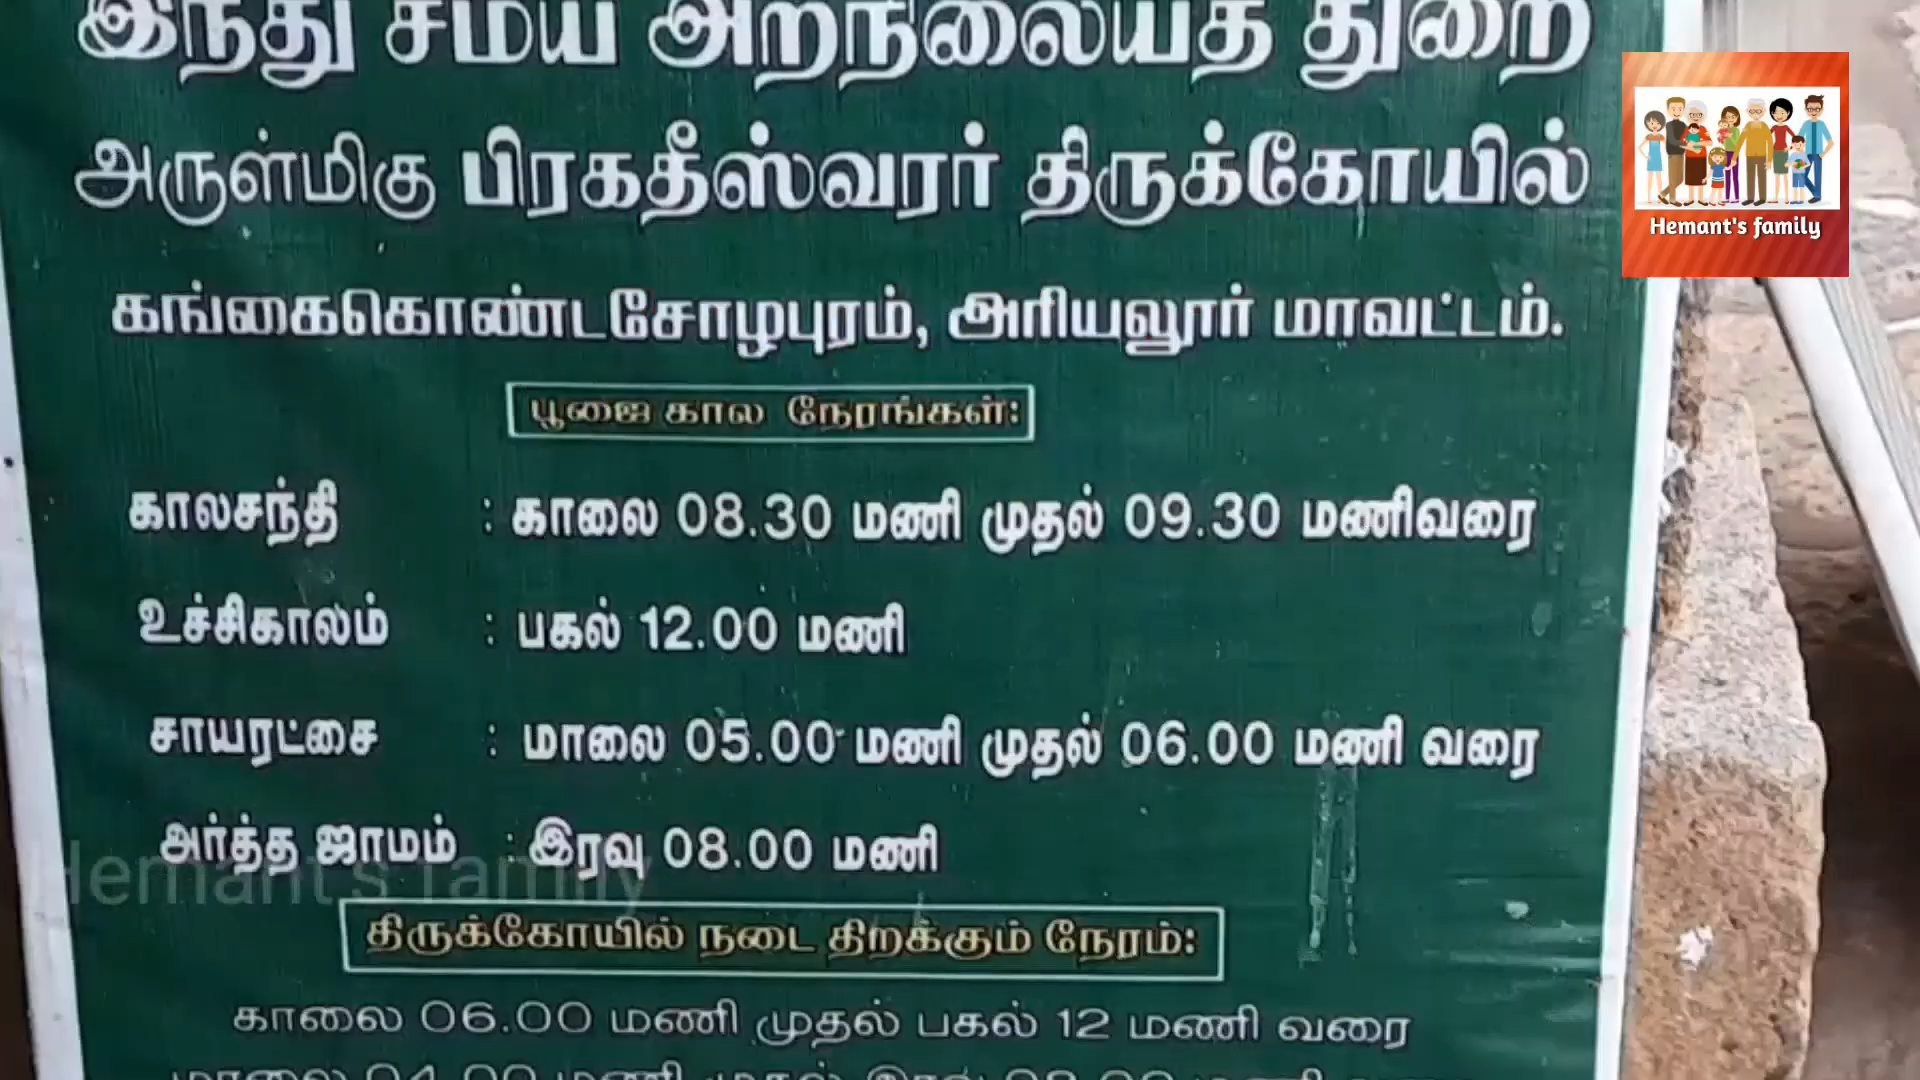 இந்து சமய அறநிலையத் துறை
அருள்மிகு பிரகதீஸ்வரர் திருக்கோயில்
கங்கைகொண்டசோழபுரம், அரியலூர் மாவட்டம்.
பூஜை கால நேரங்கள்:
காலசந்தி : காலை 08.30 மணி முதல் 09.30 மணிவரை
உச்சிகாலம் : பகல் 12.00 மணி
சாயரட்சை : மாலை 05.00 மணி முதல் 06.00 மணி வரை
அர்த்த ஜாமம் : இரவு 08.00 மணி
திருக்கோயில் நடை திறக்கும் நேரம்:
காலை 06.00 மணி முதல் பகல் 12 மணி வரை
Hemant's family
Hemant's family